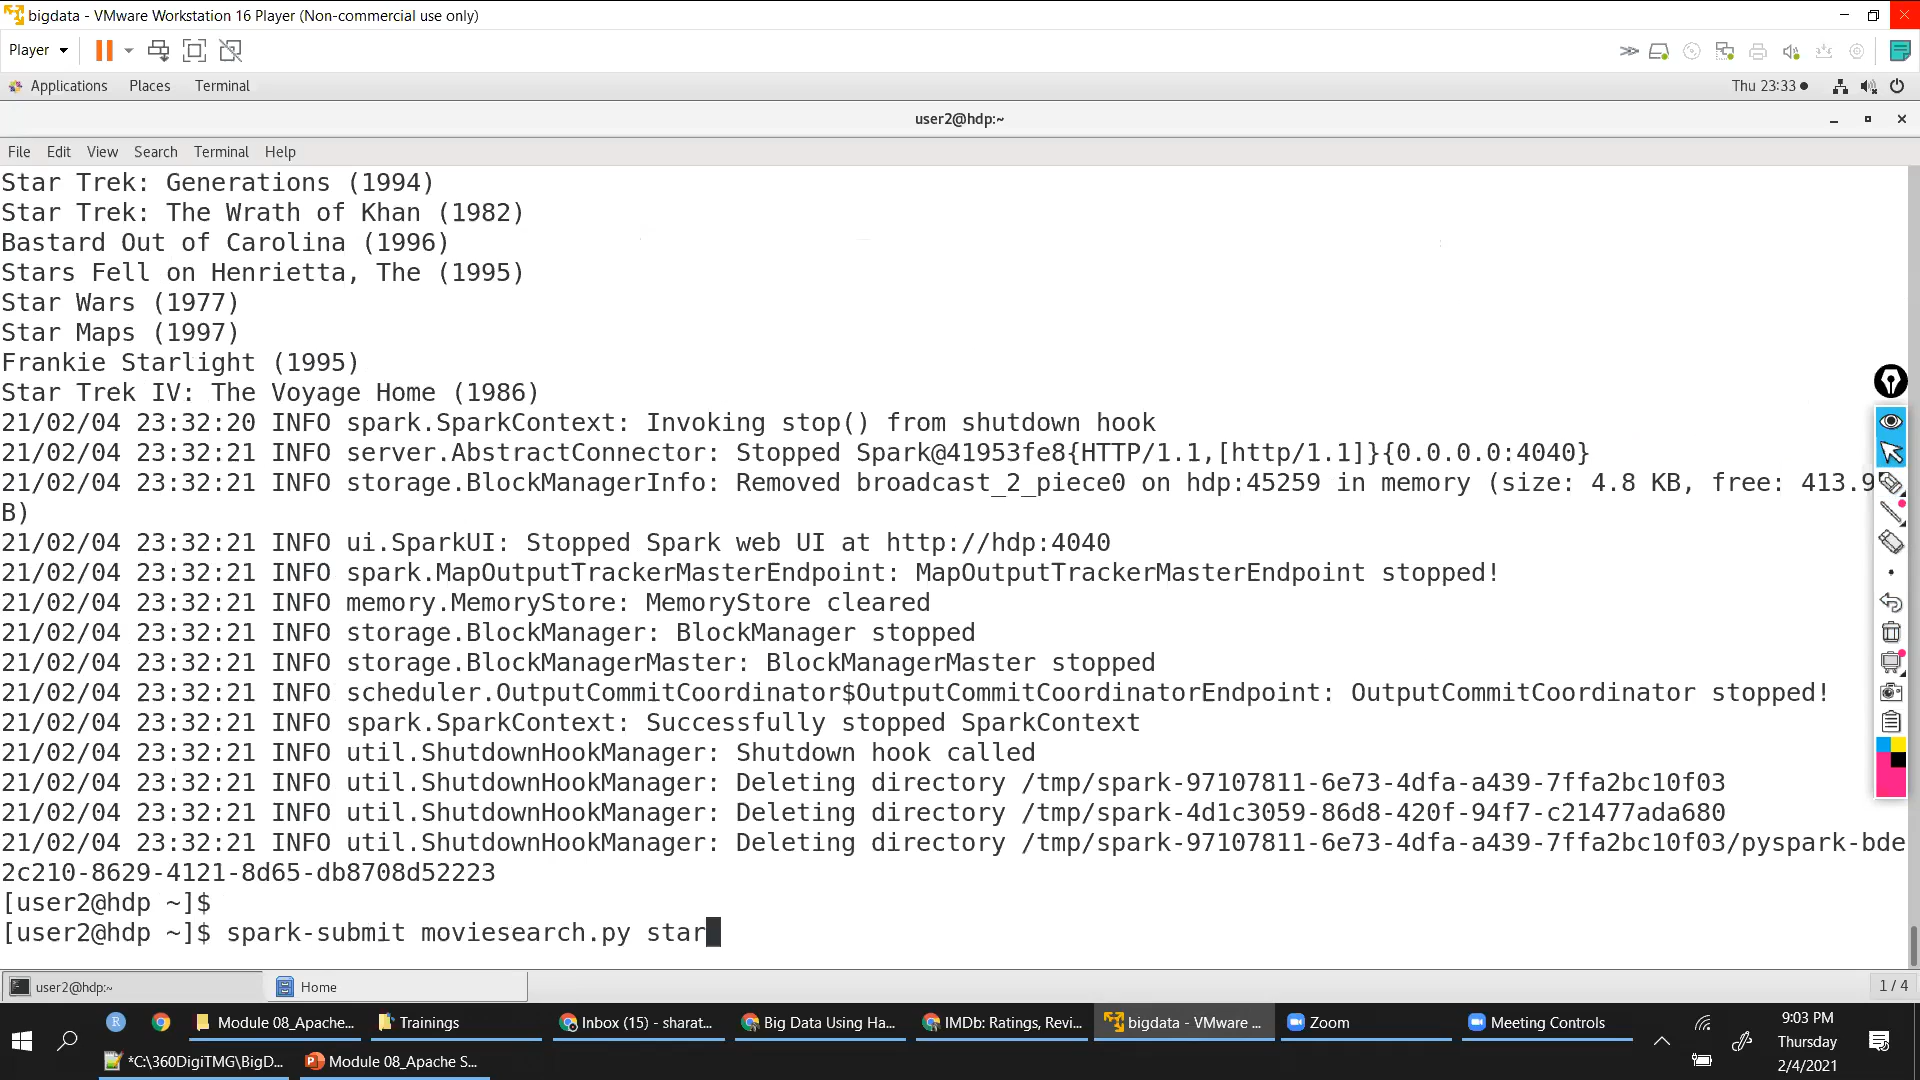 bigdata - VMware Workstation 16 Player (Non-commercial use only)
Player
Applications Places Terminal Thu 23:33
user2@hdp:~
File Edit View Search Terminal Help
Star Trek: Generations (1994)
Star Trek: The Wrath of Khan (1982)
Bastard Out of Carolina (1996)
Stars Fell on Henrietta, The (1995)
Star Wars (1977)
Star Maps (1997)
Frankie Starlight (1995)
Star Trek IV: The Voyage Home (1986)
21/02/04 23:32:20 INFO spark.SparkContext: Invoking stop() from shutdown hook
21/02/04 23:32:21 INFO server.AbstractConnector: Stopped Spark@41953fe8{HTTP/1.1,[http/1.1]}{0.0.0.0:4040}
21/02/04 23:32:21 INFO storage.BlockManagerInfo: Removed broadcast_2_piece0 on hdp:45259 in memory (size: 4.8 KB, free: 413.9
B)
21/02/04 23:32:21 INFO ui.SparkUI: Stopped Spark web UI at http://hdp:4040
21/02/04 23:32:21 INFO spark.MapOutputTrackerMasterEndpoint: MapOutputTrackerMasterEndpoint stopped!
21/02/04 23:32:21 INFO memory.MemoryStore: MemoryStore cleared
21/02/04 23:32:21 INFO storage.BlockManager: BlockManager stopped
21/02/04 23:32:21 INFO storage.BlockManagerMaster: BlockManagerMaster stopped
21/02/04 23:32:21 INFO scheduler.OutputCommitCoordinator$OutputCommitCoordinatorEndpoint: OutputCommitCoordinator stopped!
21/02/04 23:32:21 INFO spark.SparkContext: Successfully stopped SparkContext
21/02/04 23:32:21 INFO util.ShutdownHookManager: Shutdown hook called
21/02/04 23:32:21 INFO util.ShutdownHookManager: Deleting directory /tmp/spark-97107811-6e73-4dfa-a439-7ffa2bc10f03
21/02/04 23:32:21 INFO util.ShutdownHookManager: Deleting directory /tmp/spark-4d1c3059-86d8-420f-94f7-c21477ada680
21/02/04 23:32:21 INFO util.ShutdownHookManager: Deleting directory /tmp/spark-97107811-6e73-4dfa-a439-7ffa2bc10f03/pyspark-bde
2c210-8629-4121-8d65-db8708d52223
[user2@hdp ~]$
[user2@hdp ~]$ spark-submit moviesearch.py star
user2@hdp:~ Home 1 / 4
R Module 08_Apache... Trainings Inbox (15) - sharat... Big Data Using Ha... IMDb: Ratings, Revi... bigdata - VMware ... Zoom Meeting Controls 9:03 PM
Thursday
*C:\360DigiTMG\BigD... Module 08_Apache S... 2/4/2021